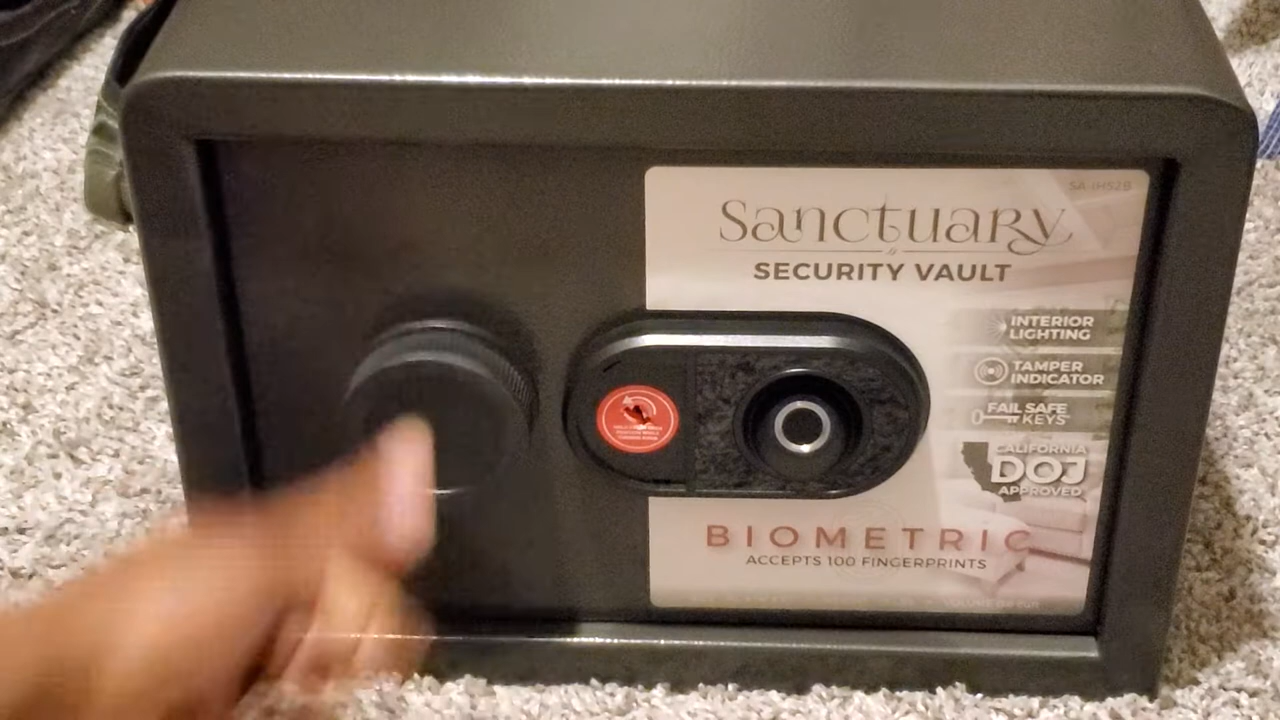 SA-IHS2B
Sanctuary
SECURITY VAULT
INTERIOR
LIGHTING
TAMPER
INDICATOR
FAIL SAFE
KEYS
CALIFORNIA
DOJ
APPROVED
BIOMETRIC
ACCEPTS 100 FINGERPRINTS